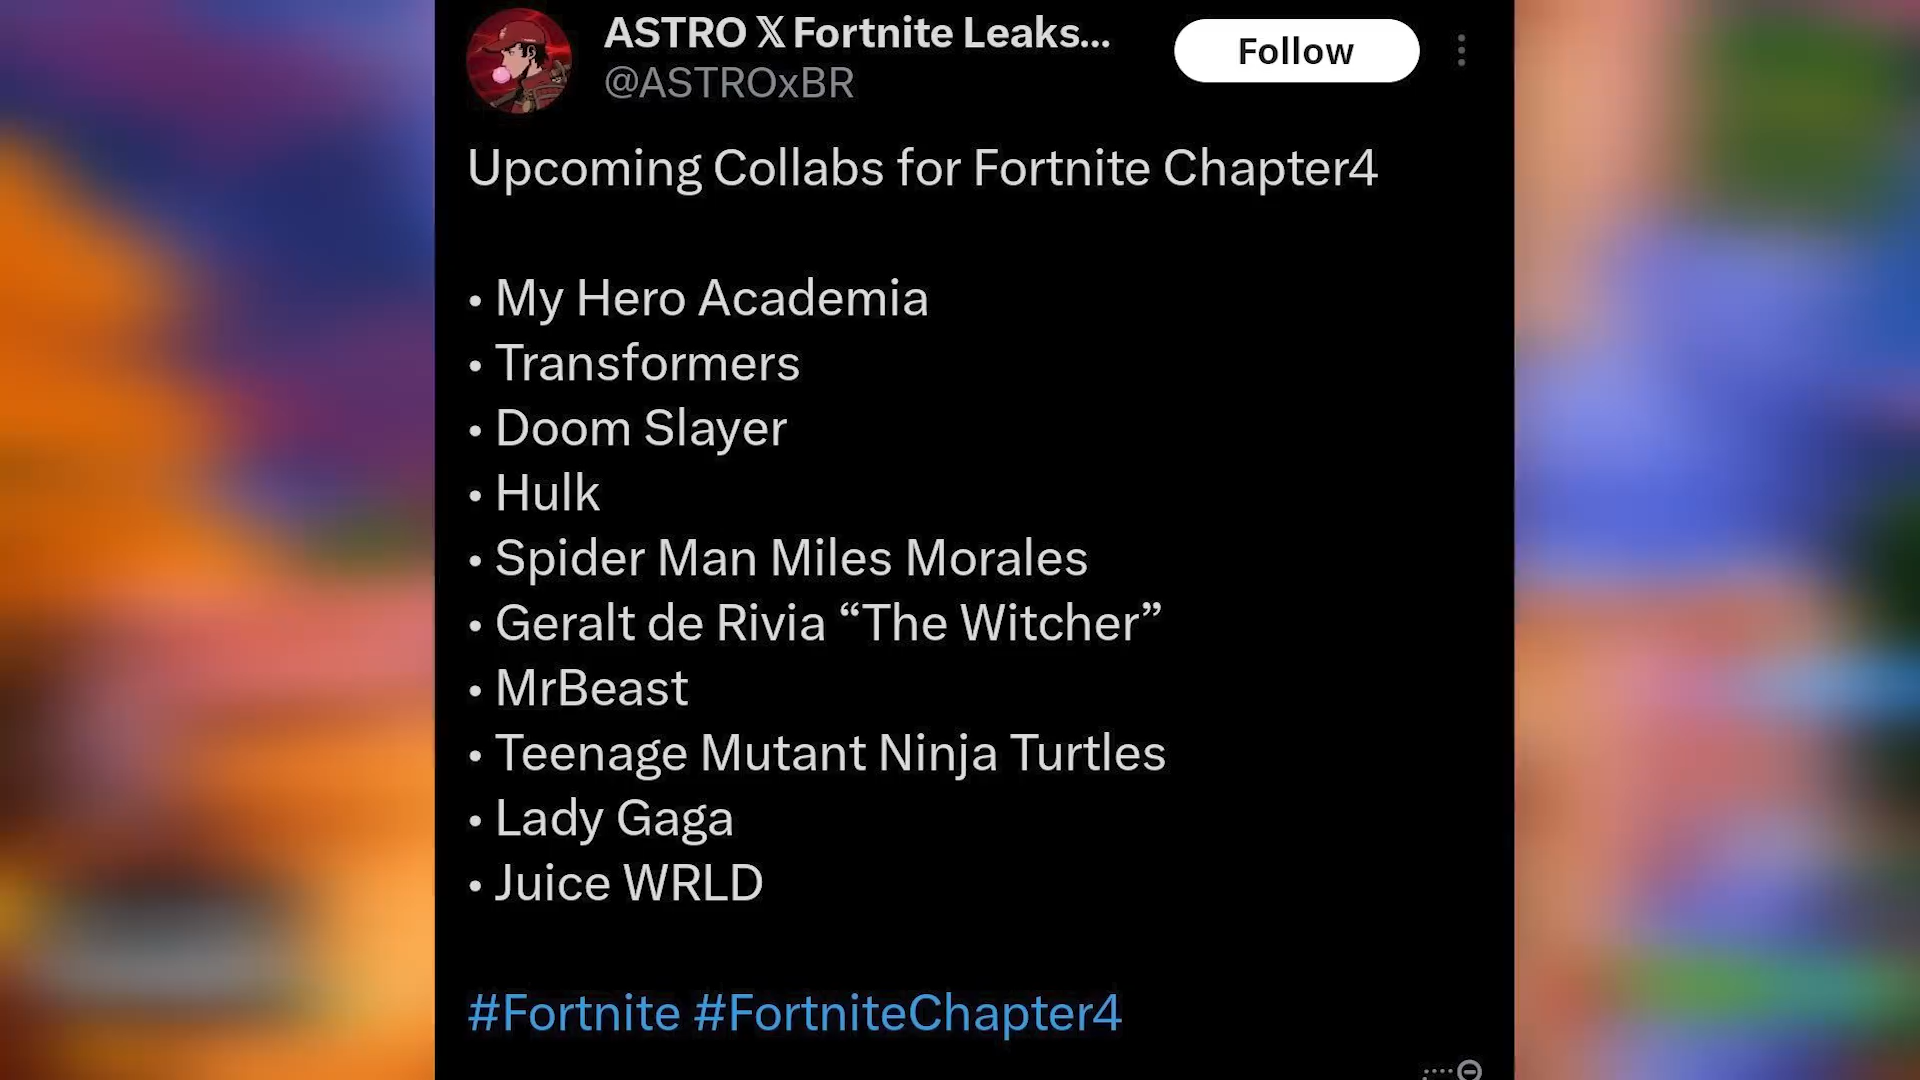 ASTRO 𝕏 Fortnite Leaks...
Follow
@ASTROxBR
Upcoming Collabs for Fortnite Chapter4
• My Hero Academia
• Transformers
• Doom Slayer
• Hulk
• Spider Man Miles Morales
• Geralt de Rivia “The Witcher”
• MrBeast
• Teenage Mutant Ninja Turtles
• Lady Gaga
• Juice WRLD
#Fortnite #FortniteChapter4